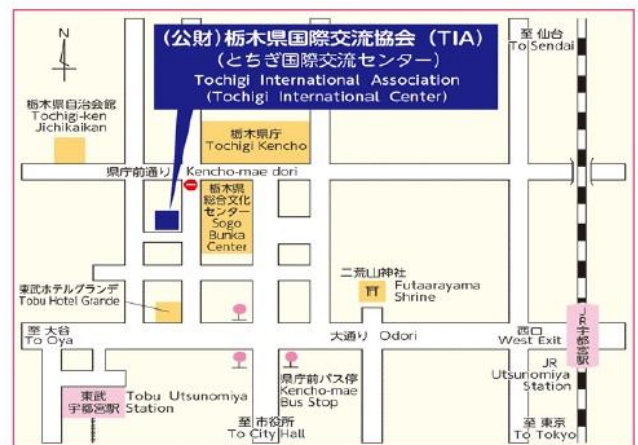 (公財)栃木県国際交流協会 (TIA)
(とちぎ国際交流センター)
Tochigi International Association
(Tochigi International Center)
N
至 仙台
To Sendai
栃木県自治会館
Tochigi-ken
Jichikaikan
栃木県庁
Tochigi Kencho
県庁前通り Kencho-mae dori
栃木県
総合文化
センター
Sogo
Bunka
Center
東武ホテルグランデ
Tobu Hotel Grande
二荒山神社
Futaarayama
Shrine
至 大谷
To Oya
大通り Odori
西口
West Exit
JR宇都宮駅
JR
Utsunomiya
Station
東武
宇都宮駅
Tobu Utsunomiya
Station
県庁前バス停
Kencho-mae
Bus Stop
至 市役所
To City Hall
至 東京
To Tokyo